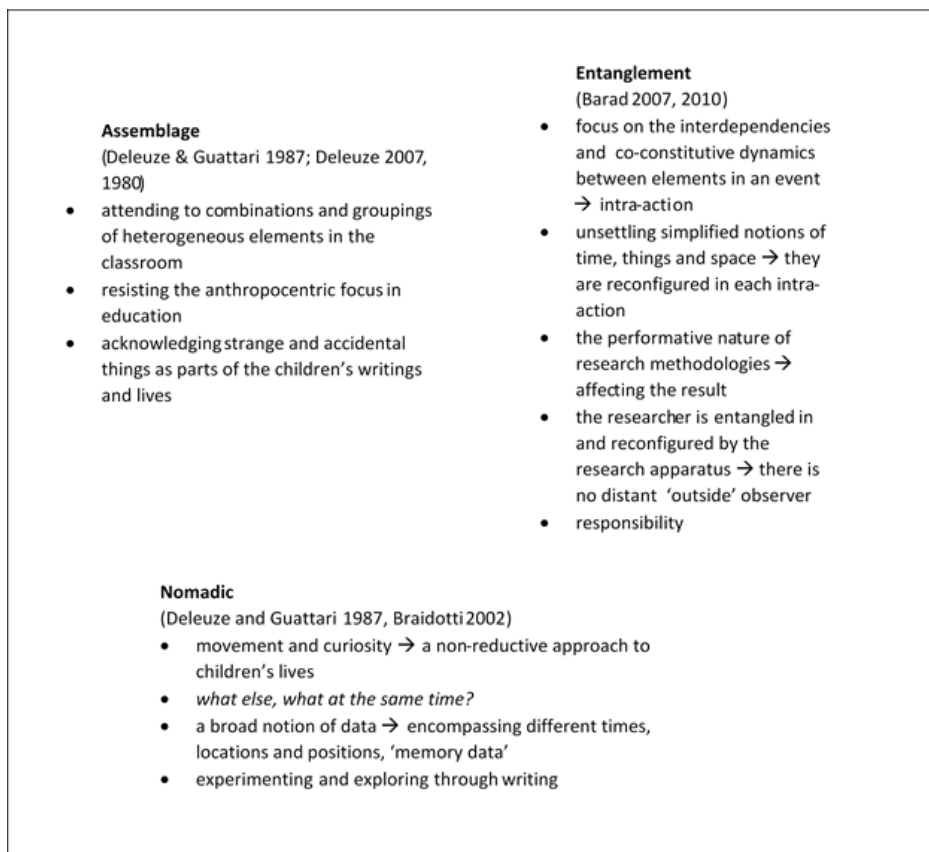 Assemblage
(Deleuze & Guattari 1987; Deleuze 2007,
1980)
• attending to combinations and groupings
of heterogeneous elements in the
classroom
• resisting the anthropocentric focus in
education
• acknowledging strange and accidental
things as parts of the children's writings
and lives
Entanglement
(Barad 2007, 2010)
• focus on the interdependencies
and co-constitutive dynamics
between elements in an event
→ intra-action
• unsettling simplified notions of
time, things and space → they
are reconfigured in each intra-
action
• the performative nature of
research methodologies →
affecting the result
• the researcher is entangled in
and reconfigured by the
research apparatus → there is
no distant 'outside' observer
• responsibility
Nomadic
(Deleuze and Guattari 1987, Braidotti 2002)
• movement and curiosity → a non-reductive approach to
children's lives
• what else, what at the same time?
• a broad notion of data → encompassing different times,
locations and positions, 'memory data'
• experimenting and exploring through writing